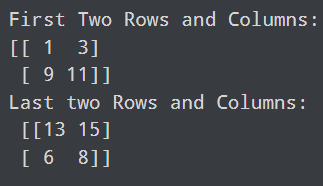 First Two Rows and Columns:
[[ 1  3]
 [ 9 11]]
Last two Rows and Columns:
 [[13 15]
 [ 6  8]]